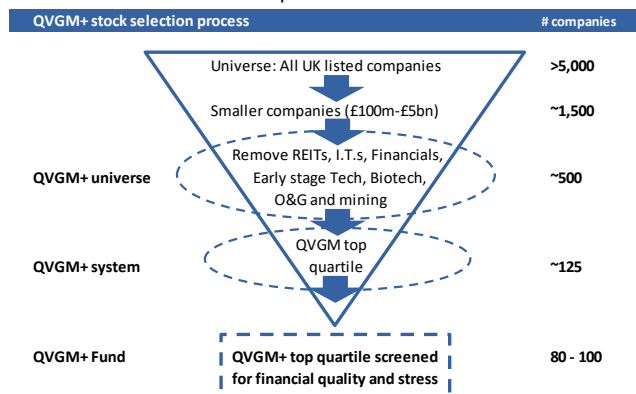 QVGM+ stock selection process # companies
Universe: All UK listed companies >5,000
Smaller companies (£100m-£5bn) ~1,500
Remove REITs, I.T.s, Financials,
QVGM+ universe Early stage Tech, Biotech, ~500
O&G and mining
QVGM top
QVGM+ system quartile ~125
QVGM+ Fund QVGM+ top quartile screened 80 - 100
for financial quality and stress